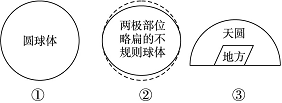 圆球体
两极部位
略扁的不
规则球体
天圆
地方
① ② ③